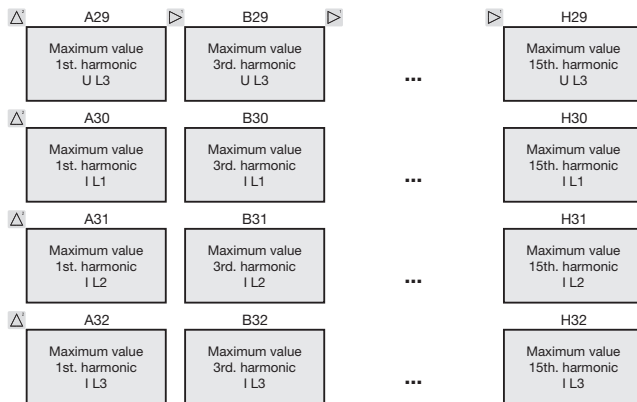 A29 B29 H29
Maximum value
1st. harmonic
U L3
Maximum value
3rd. harmonic
U L3
...
Maximum value
15th. harmonic
U L3
A30 B30 H30
Maximum value
1st. harmonic
I L1
Maximum value
3rd. harmonic
I L1
...
Maximum value
15th. harmonic
I L1
A31 B31 H31
Maximum value
1st. harmonic
I L2
Maximum value
3rd. harmonic
I L2
...
Maximum value
15th. harmonic
I L2
A32 B32 H32
Maximum value
1st. harmonic
I L3
Maximum value
3rd. harmonic
I L3
...
Maximum value
15th. harmonic
I L3